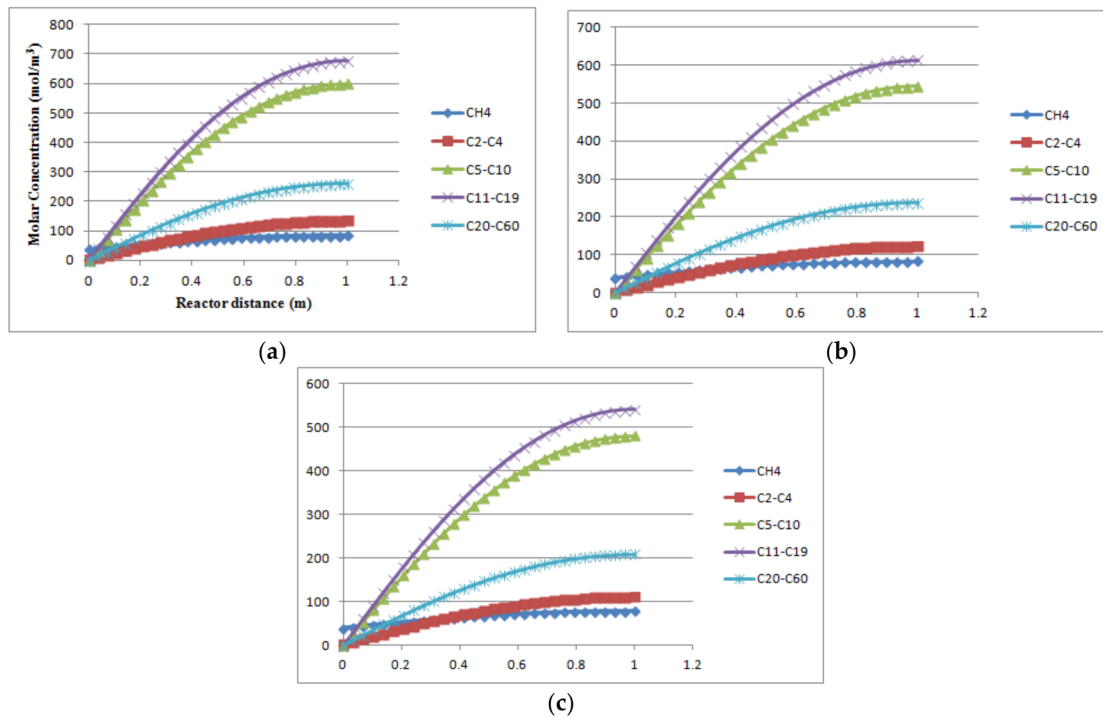 800
700
600
500
400
300
200
100
0
Molar Concentration (mol/m³)
0 0.2 0.4 0.6 0.8 1 1.2
Reactor distance (m)
CH4
C2-C4
C5-C10
C11-C19
C20-C60
(a)
700
600
500
400
300
200
100
0
0 0.2 0.4 0.6 0.8 1 1.2
CH4
C2-C4
C5-C10
C11-C19
C20-C60
(b)
600
500
400
300
200
100
0
0 0.2 0.4 0.6 0.8 1 1.2
CH4
C2-C4
C5-C10
C11-C19
C20-C60
(c)